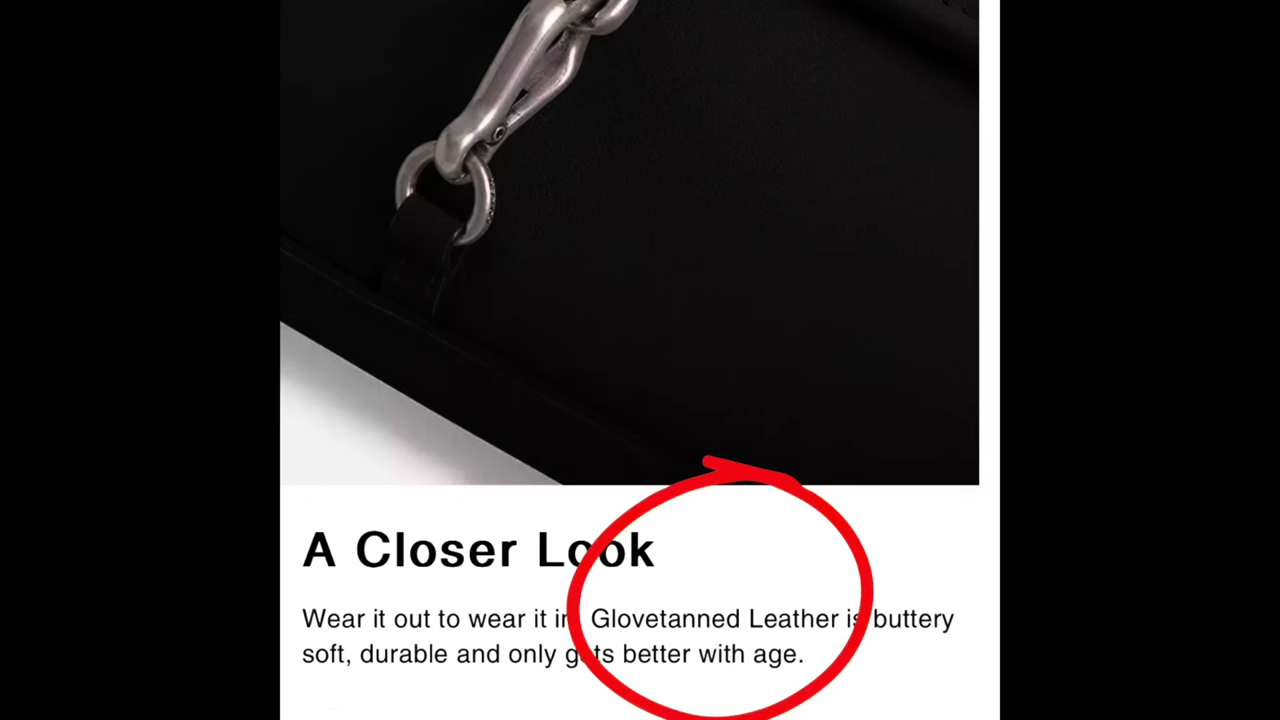 A Closer Look
Wear it out to wear it in. Glovetanned Leather is buttery
soft, durable and only gets better with age.